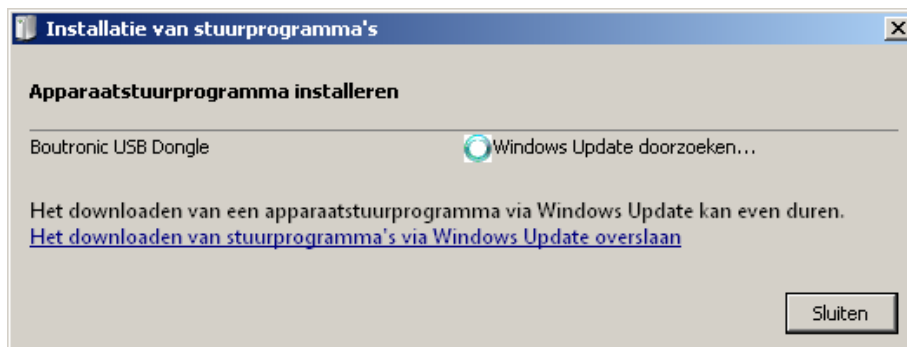 Installatie van stuurprogramma's
Apparaatstuurprogramma installeren
Boutronic USB Dongle Windows Update doorzoeken...
Het downloaden van een apparaatstuurprogramma via Windows Update kan even duren.
Het downloaden van stuurprogramma's via Windows Update overslaan
Sluiten